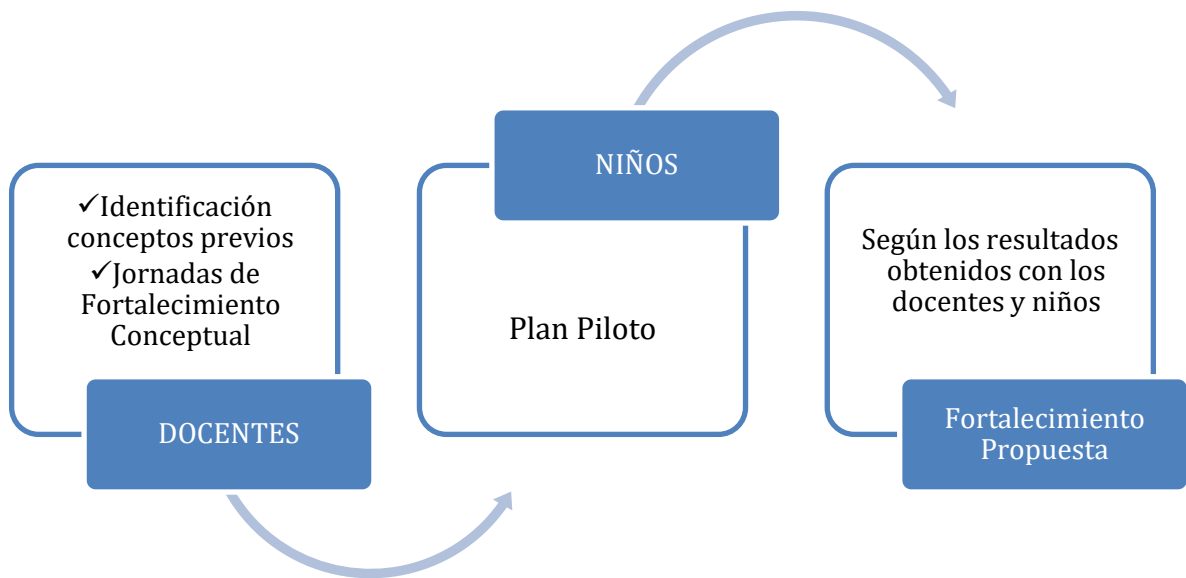 ✓Identificación
conceptos previos
✓Jornadas de
Fortalecimiento
Conceptual
DOCENTES
NIÑOS
Plan Piloto
Según los resultados
obtenidos con los
docentes y niños
Fortalecimiento
Propuesta